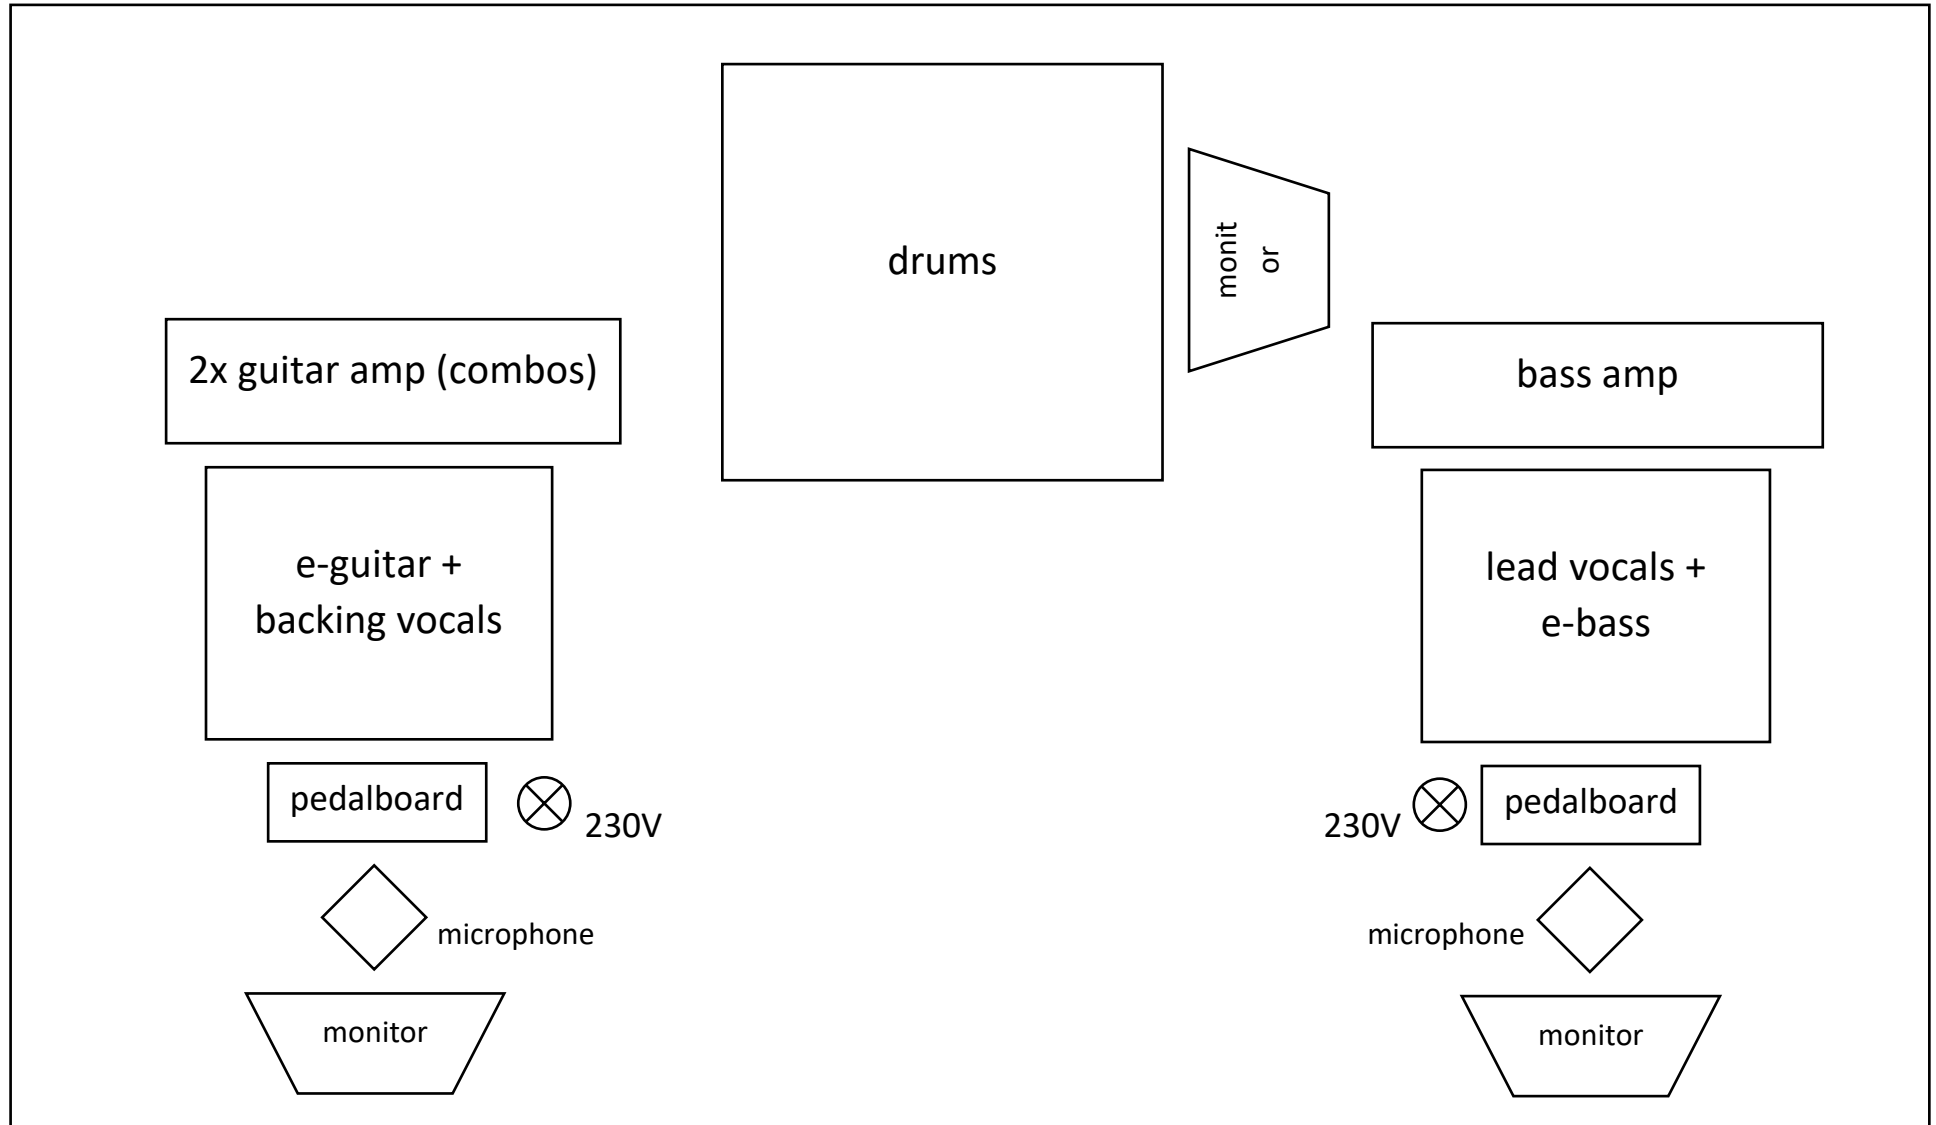 drums
monit
or
2x guitar amp (combos)
bass amp
e-guitar +
backing vocals
lead vocals +
e-bass
pedalboard
230V
230V
pedalboard
microphone
microphone
monitor
monitor